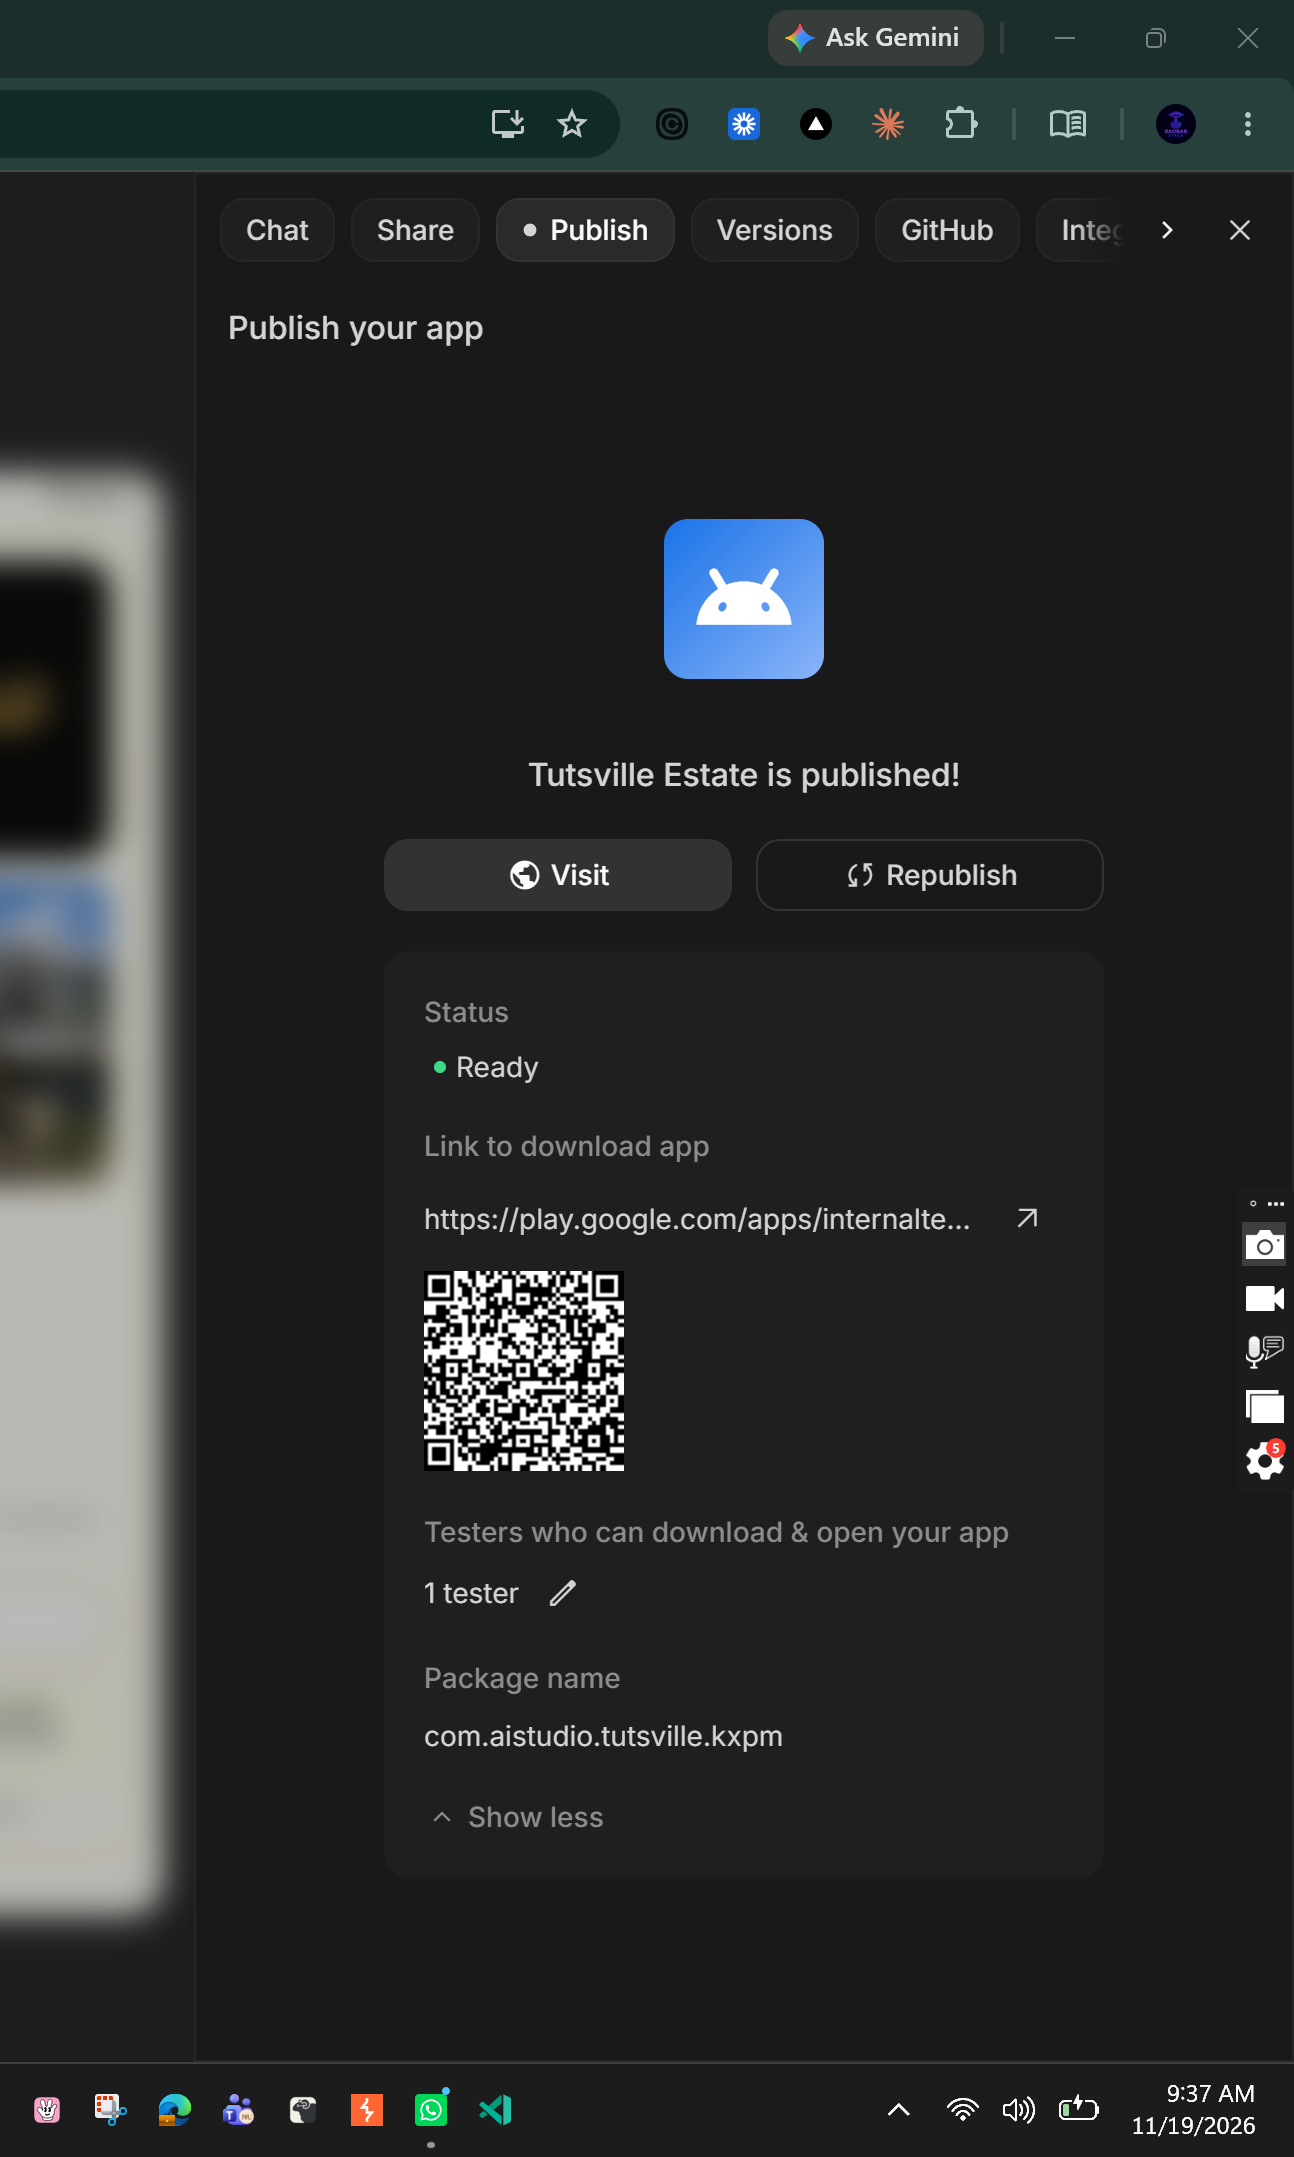 Ask Gemini
Chat
Share
Publish
Versions
GitHub
Integ
Publish your app
Tutsville Estate is published!
Visit
Republish
Status
Ready
Link to download app
https://play.google.com/apps/internalte...
Testers who can download & open your app
1 tester
Package name
com.aistudio.tutsville.kxpm
Show less
5
9:37 AM
11/19/2026